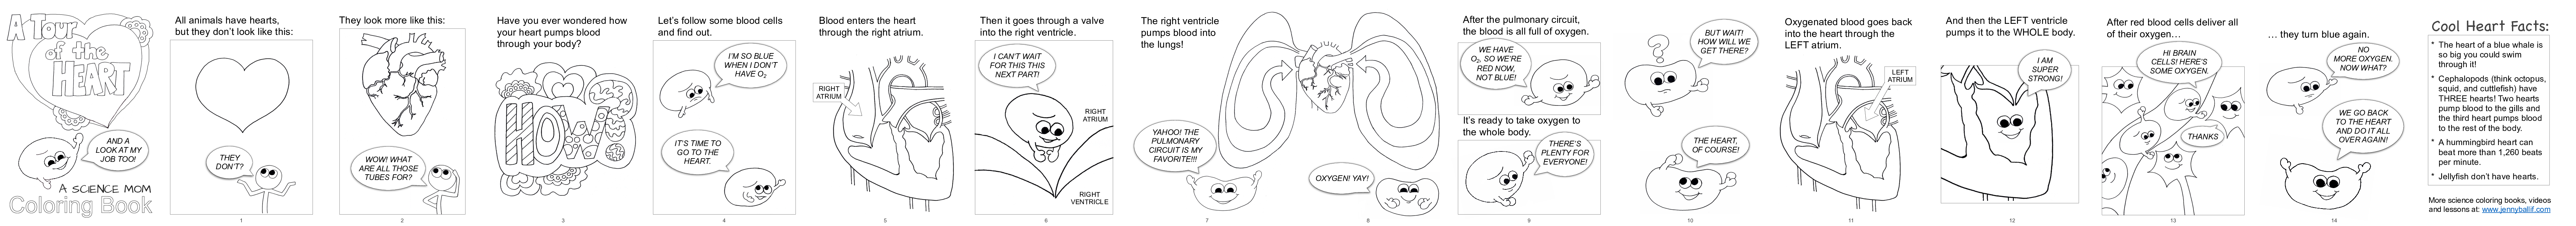 A TOUR
of the
HEART
AND A
LOOK AT MY
JOB TOO!
A SCIENCE MOM
Coloring Book
All animals have hearts,
but they don't look like this:
THEY
DON'T?
1
They look more like this:
WOW! WHAT
ARE ALL THOSE
TUBES FOR?
2
Have you ever wondered how
your heart pumps blood
through your body?
HOW?
3
Let's follow some blood cells
and find out.
I'M SO BLUE
WHEN I DON'T
HAVE O₂
IT'S TIME TO
GO TO THE
HEART.
4
Blood enters the heart
through the right atrium.
RIGHT
ATRIUM
5
Then it goes through a valve
into the right ventricle.
I CAN'T WAIT
FOR THIS THIS
NEXT PART!
RIGHT
ATRIUM
RIGHT
VENTRICLE
6
The right ventricle
pumps blood into
the lungs!
YAHOO! THE
PULMONARY
CIRCUIT IS MY
FAVORITE!!!
7
OXYGEN! YAY!
8
After the pulmonary circuit,
the blood is all full of oxygen.
WE HAVE
O₂, SO WE'RE
RED NOW,
NOT BLUE!
It's ready to take oxygen to
the whole body.
THERE'S
PLENTY FOR
EVERYONE!
9
?
BUT WAIT!
HOW WILL WE
GET THERE?
THE HEART,
OF COURSE!
10
Oxygenated blood goes back
into the heart through the
LEFT atrium.
LEFT
ATRIUM
11
And then the LEFT ventricle
pumps it to the WHOLE body.
I AM
SUPER
STRONG!
12
After red blood cells deliver all
of their oxygen…
HI BRAIN
CELLS! HERE'S
SOME OXYGEN.
THANKS
13
… they turn blue again.
NO
MORE OXYGEN.
NOW WHAT?
WE GO BACK
TO THE HEART
AND DO IT ALL
OVER AGAIN!
14
Cool Heart Facts:
* The heart of a blue whale is
so big you could swim
through it!
* Cephalopods (think octopus,
squid, and cuttlefish) have
THREE hearts! Two hearts
pump blood to the gills and
the third heart pumps blood
to the rest of the body.
* A hummingbird heart can
beat more than 1,260 beats
per minute.
* Jellyfish don't have hearts.
More science coloring books, videos
and lessons at: www.jennyballif.com